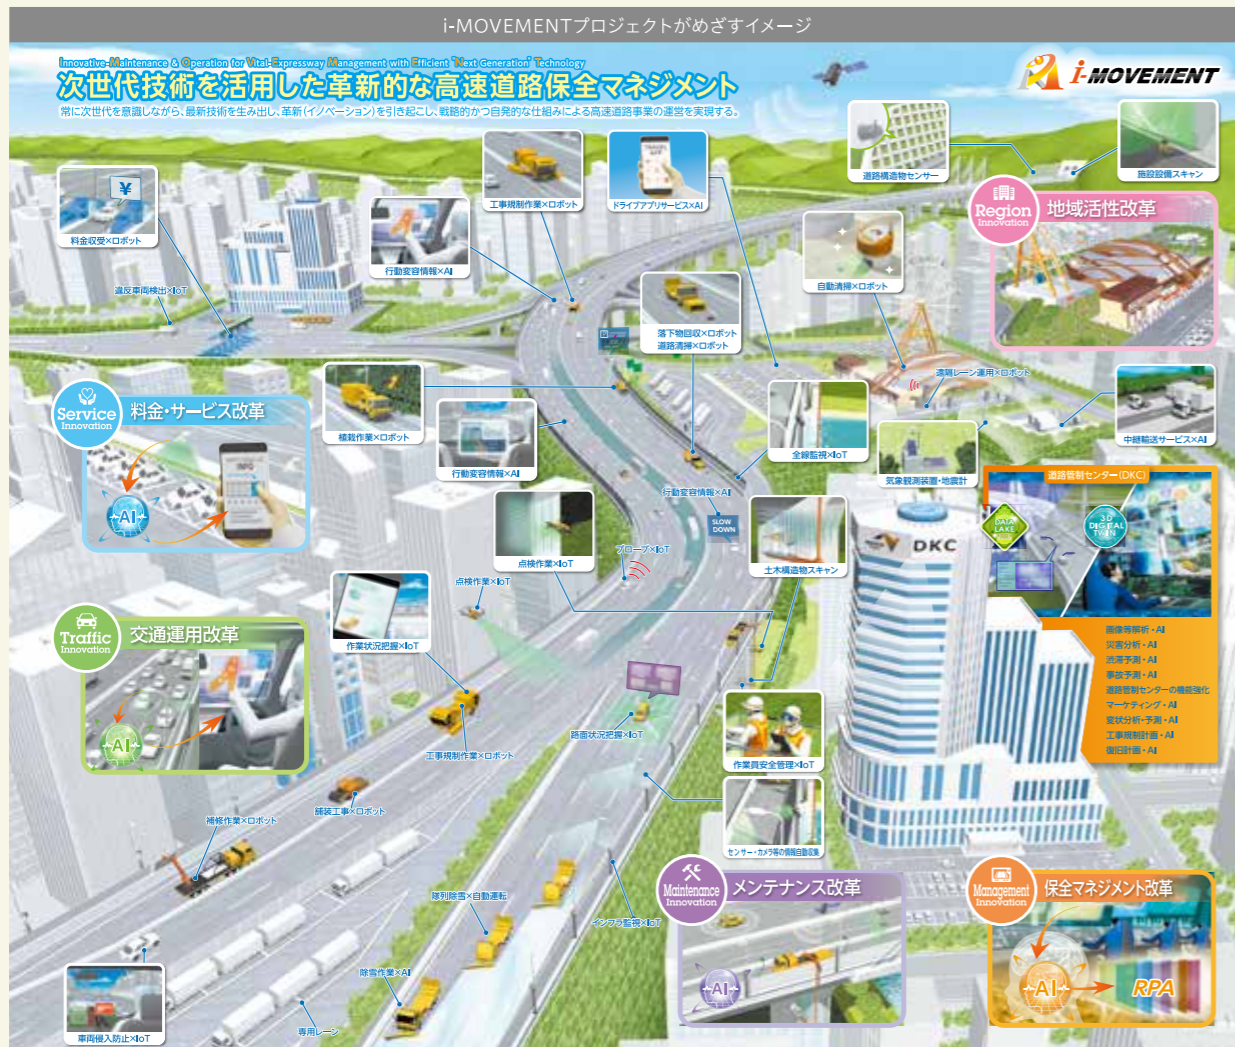 i-MOVEMENTプロジェクトがめざすイメージ
Innovative-Maintenance & Operation for Vital-Expressway Management with Efficient "Next Generation" Technology
次世代技術を活用した革新的な高速道路保全マネジメント
常に次世代を意識しながら、最新技術を生み出し、革新(イノベーション)を引き起こし、戦略的かつ自発的な仕組みによる高速道路事業の運営を実現する。
i-MOVEMENT
料金収受×ロボット
違反車両検出×IoT
行動変容情報×AI
工事規制作業×ロボット
ドライブアプリサービス×AI
道路構造物センサー
施設設備スキャン
Region
Innovation
地域活性改革
自動清掃×ロボット
落下物回収×ロボット
道路清掃×ロボット
遠隔レーン運用×ロボット
Service
Innovation
料金・サービス改革
INFO
AI
植栽作業×ロボット
行動変容情報×AI
全線監視×IoT
気象観測装置・地震計
中継輸送サービス×AI
道路管制センター(DKC)
DATA
LAKE
3D
DIGITAL
TWIN
DKC
行動変容情報×AI
SLOW
DOWN
点検作業×IoT
プローブ×IoT
土木構造物スキャン
点検作業×IoT
作業状況把握×IoT
Traffic
Innovation
交通運用改革
AI
画像等解析・AI
災害分析・AI
渋滞予測・AI
事故予測・AI
道路管制センターの機能強化
マーケティング・AI
変状分析・予測・AI
工事規制計画・AI
復旧計画・AI
路面状況把握×IoT
工事規制作業×ロボット
作業員安全管理×IoT
舗装工事×ロボット
補修作業×ロボット
センサー・カメラ等の情報自動収集
Maintenance
Innovation
メンテナンス改革
AI
Management
Innovation
保全マネジメント改革
AI
RPA
隊列除雪×自動運転
インフラ監視×IoT
除雪作業×AI
専用レーン
車両侵入防止×IoT